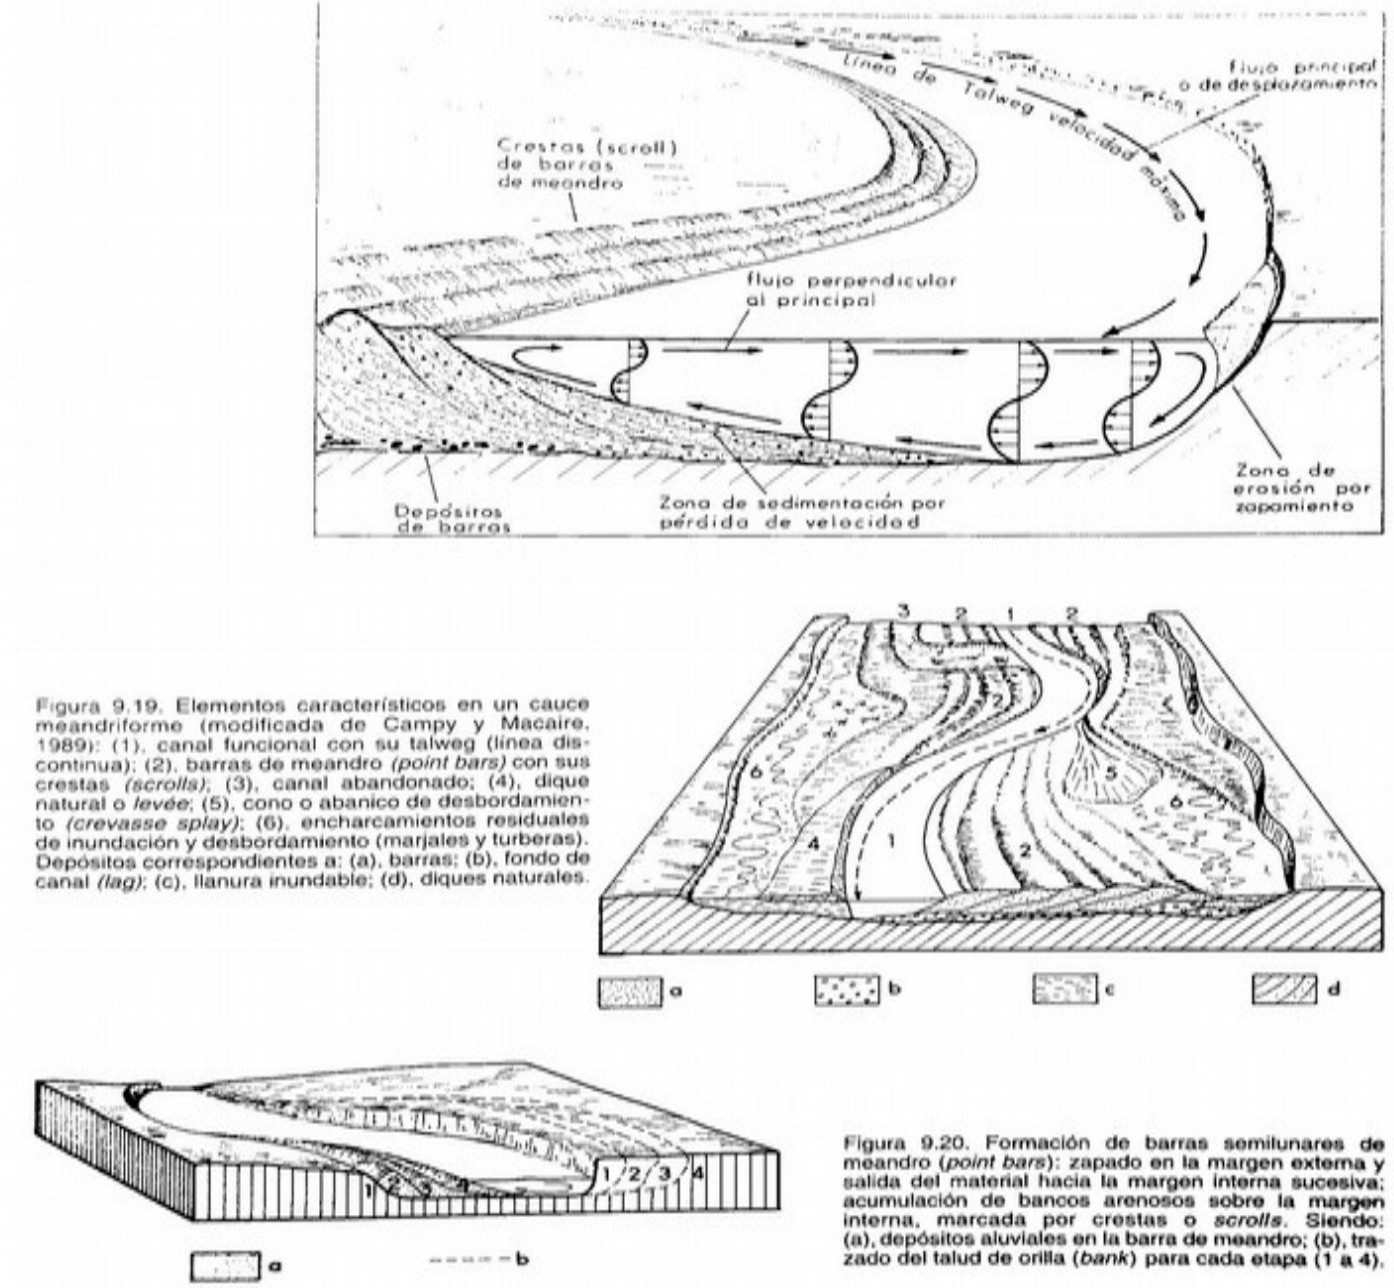 Línea de Talweg velocidad máxima
flujo principal
o de desplazamiento
Crestas (scroll)
de barras
de meandro
flujo perpendicular
al principal
Depósitos
de barras
Zona de sedimentación por
pérdida de velocidad
Zona de
erosión por
zapamiento
3 2 1 2
2
6
5
6
4
1
2
Figura 9.19. Elementos característicos en un cauce
meandriforme (modificada de Campy y Macaire,
1989): (1), canal funcional con su talweg (línea dis-
continua); (2), barras de meandro (point bars) con sus
crestas (scrolls); (3), canal abandonado; (4), dique
natural o levée; (5), cono o abanico de desbordamien-
to (crevasse splay); (6), encharcamientos residuales
de inundación y desbordamiento (marjales y turberas).
Depósitos correspondientes a: (a), barras; (b), fondo de
canal (lag); (c), llanura inundable; (d), diques naturales.
a b c d
1 2 3 4 1 2 3 4
a b
Figura 9.20. Formación de barras semilunares de
meandro (point bars): zapado en la margen externa y
salida del material hacia la margen interna sucesiva;
acumulación de bancos arenosos sobre la margen
interna, marcada por crestas o scrolls. Siendo:
(a), depósitos aluviales en la barra de meandro; (b), tra-
zado del talud de orilla (bank) para cada etapa (1 a 4).